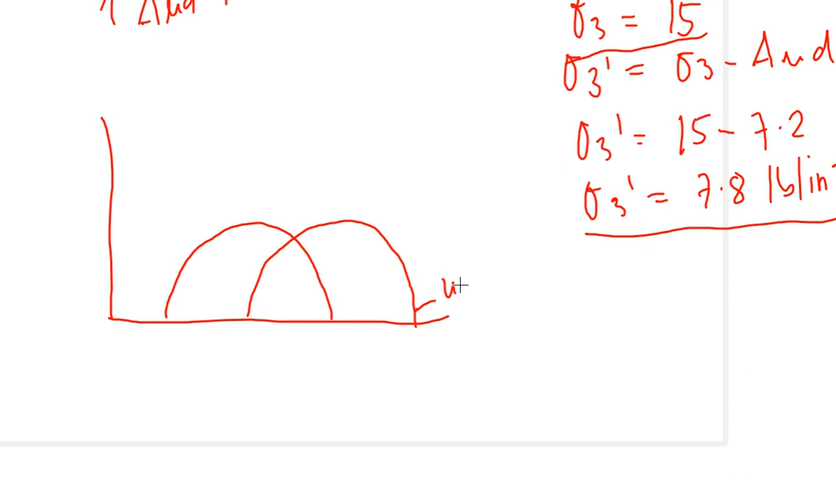 σ3 = 15
σ3' = σ3 - Δud
σ3' = 15 - 7.2
σ3' = 7.8 lb/in